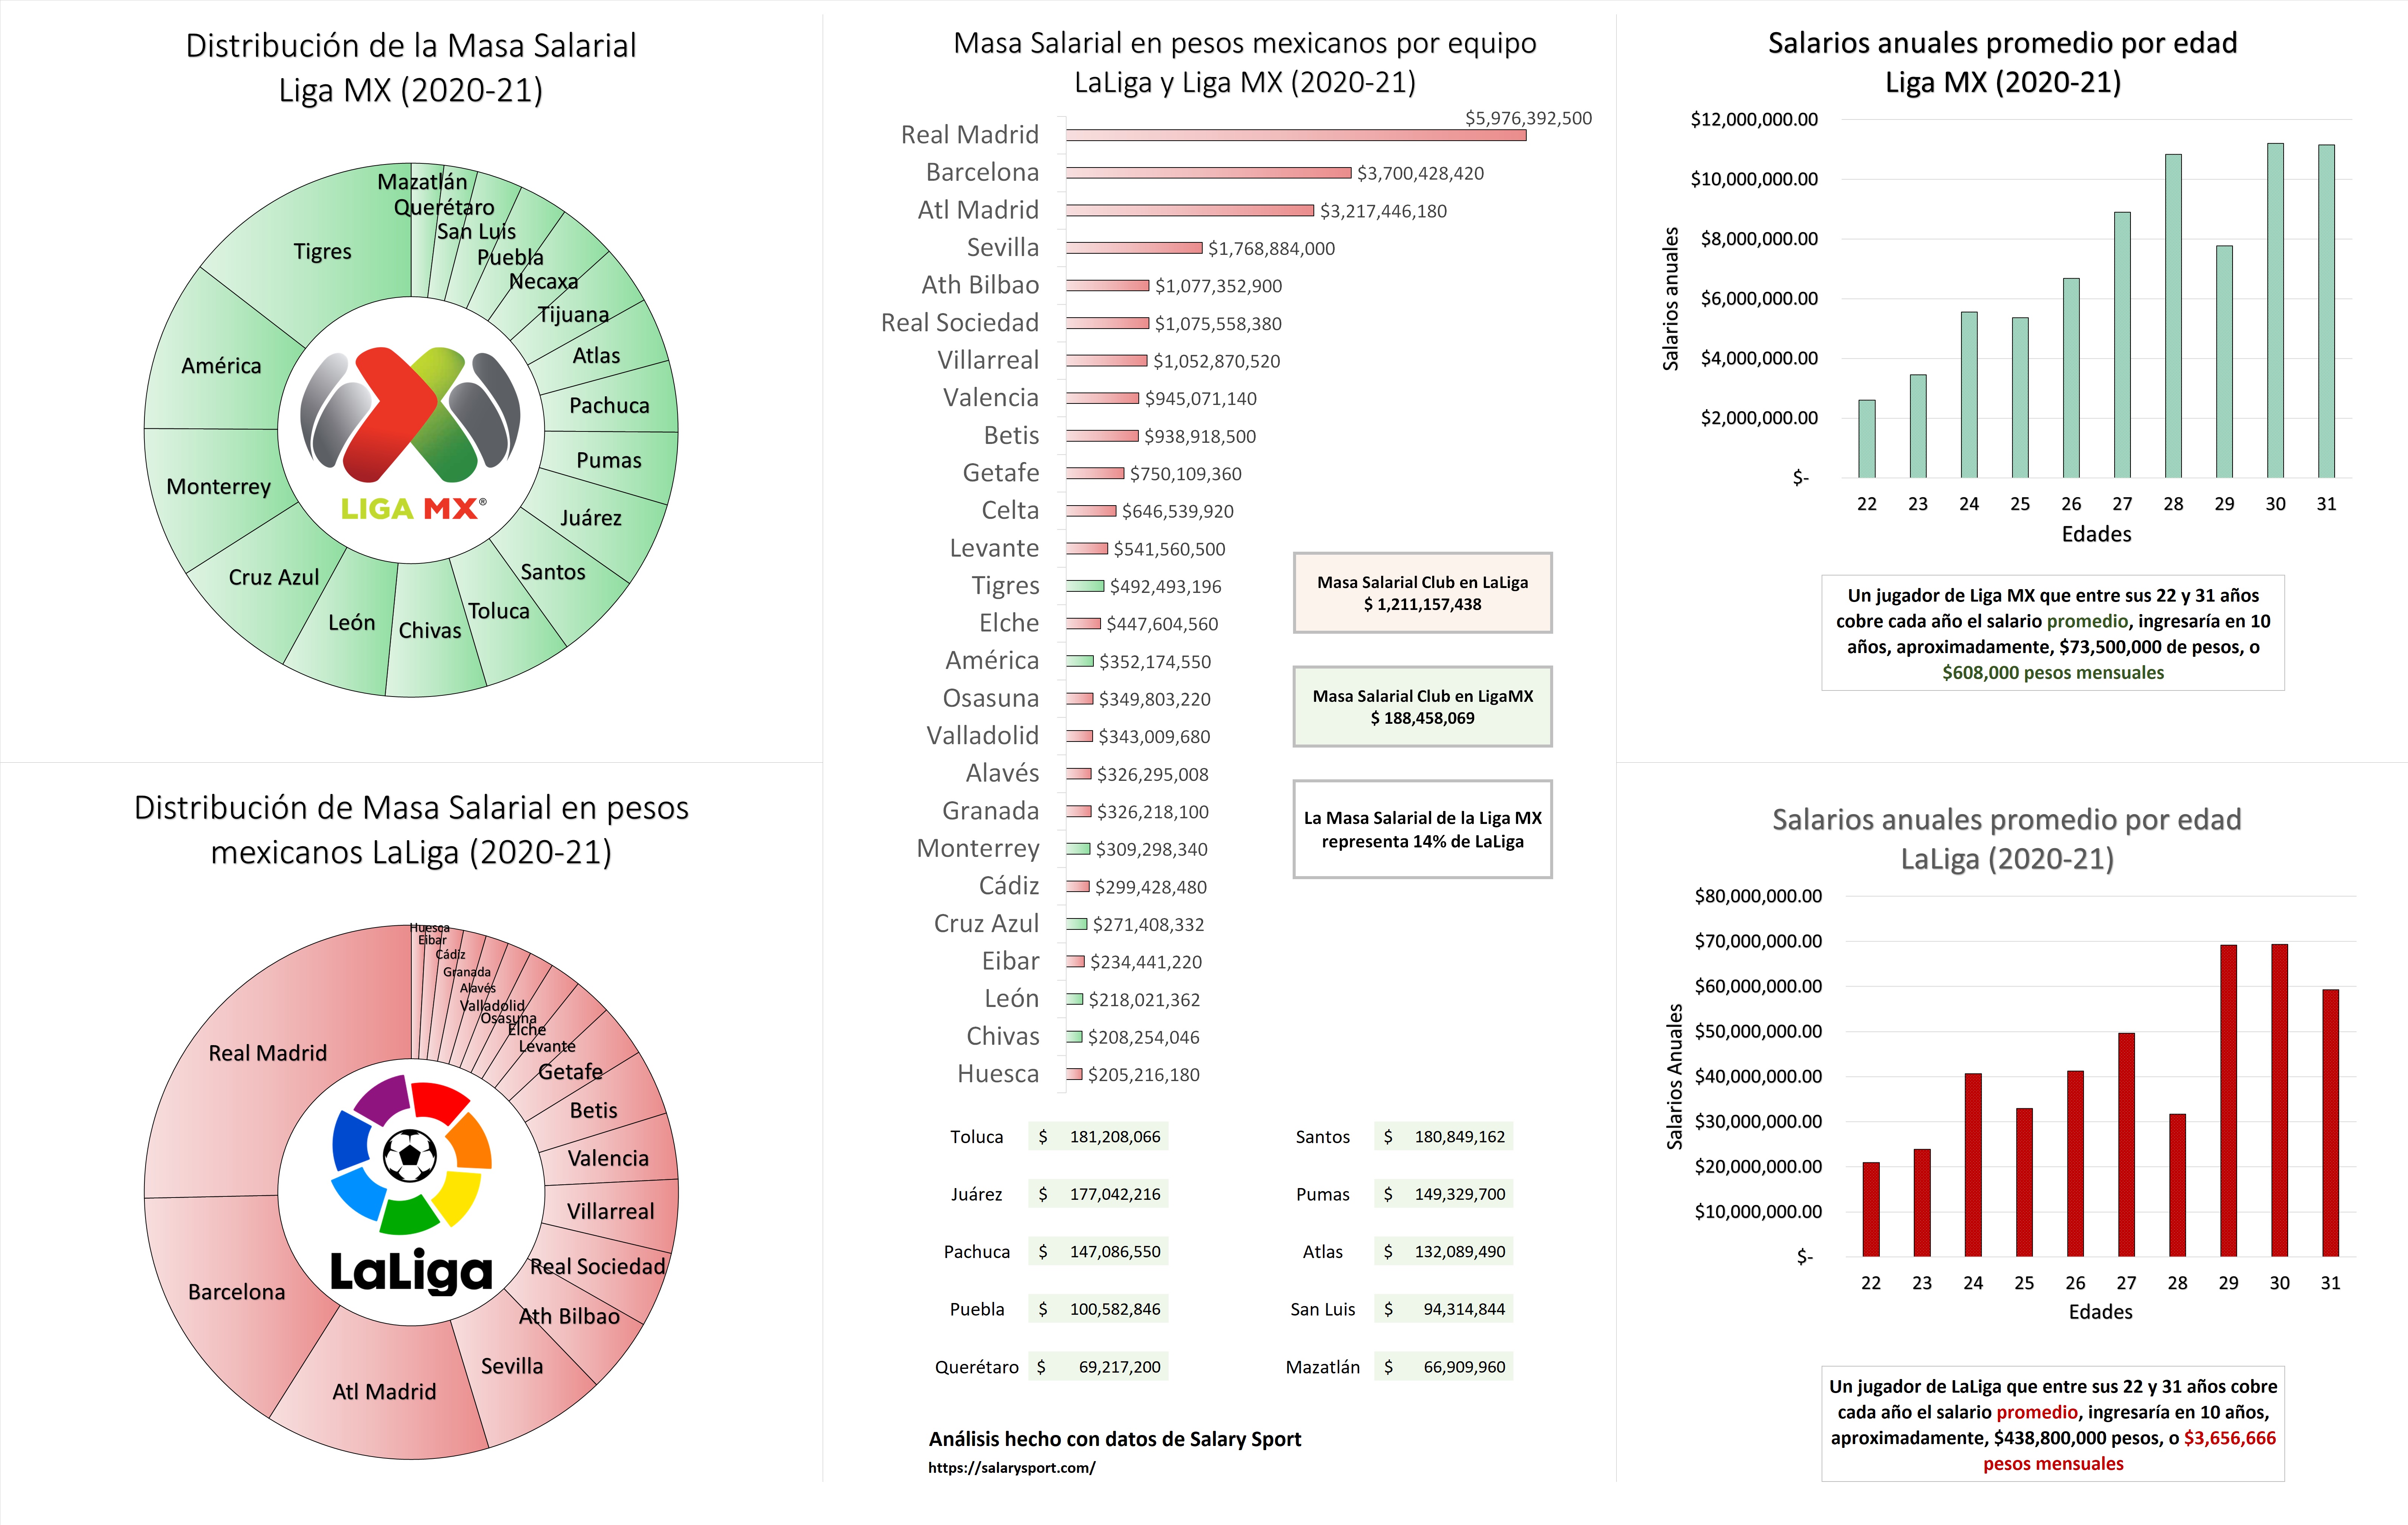 Distribución de la Masa Salarial
Liga MX (2020-21)
Mazatlán
Querétaro
San Luis
Puebla
Necaxa
Tijuana
Atlas
Pachuca
Pumas
Juárez
Santos
Toluca
Chivas
León
Cruz Azul
Monterrey
América
Tigres
LIGA MX®
Distribución de Masa Salarial en pesos
mexicanos LaLiga (2020-21)
Huesca
Eibar
Cádiz
Granada
Alavés
Valladolid
Osasuna
Elche
Levante
Getafe
Betis
Valencia
Villarreal
Real Sociedad
Ath Bilbao
Sevilla
Atl Madrid
Barcelona
Real Madrid
LaLiga
Masa Salarial en pesos mexicanos por equipo
LaLiga y Liga MX (2020-21)
Real Madrid $5,976,392,500
Barcelona $3,700,428,420
Atl Madrid $3,217,446,180
Sevilla $1,768,884,000
Ath Bilbao $1,077,352,900
Real Sociedad $1,075,558,380
Villarreal $1,052,870,520
Valencia $945,071,140
Betis $938,918,500
Getafe $750,109,360
Celta $646,539,920
Levante $541,560,500
Tigres $492,493,196
Elche $447,604,560
América $352,174,550
Osasuna $349,803,220
Valladolid $343,009,680
Alavés $326,295,008
Granada $326,218,100
Monterrey $309,298,340
Cádiz $299,428,480
Cruz Azul $271,408,332
Eibar $234,441,220
León $218,021,362
Chivas $208,254,046
Huesca $205,216,180
Masa Salarial Club en LaLiga
$ 1,211,157,438
Masa Salarial Club en LigaMX
$ 188,458,069
La Masa Salarial de la Liga MX
representa 14% de LaLiga
Toluca $ 181,208,066 Santos $ 180,849,162
Juárez $ 177,042,216 Pumas $ 149,329,700
Pachuca $ 147,086,550 Atlas $ 132,089,490
Puebla $ 100,582,846 San Luis $ 94,314,844
Querétaro $ 69,217,200 Mazatlán $ 66,909,960
Análisis hecho con datos de Salary Sport
https://salarysport.com/
Salarios anuales promedio por edad
Liga MX (2020-21)
Salarios anuales
$12,000,000.00
$10,000,000.00
$8,000,000.00
$6,000,000.00
$4,000,000.00
$2,000,000.00
$-
22 23 24 25 26 27 28 29 30 31
Edades
Un jugador de Liga MX que entre sus 22 y 31 años
cobre cada año el salario promedio, ingresaría en 10
años, aproximadamente, $73,500,000 de pesos, o
$608,000 pesos mensuales
Salarios anuales promedio por edad
LaLiga (2020-21)
Salarios Anuales
$80,000,000.00
$70,000,000.00
$60,000,000.00
$50,000,000.00
$40,000,000.00
$30,000,000.00
$20,000,000.00
$10,000,000.00
$-
22 23 24 25 26 27 28 29 30 31
Edades
Un jugador de LaLiga que entre sus 22 y 31 años cobre
cada año el salario promedio, ingresaría en 10 años,
aproximadamente, $438,800,000 pesos, o $3,656,666
pesos mensuales